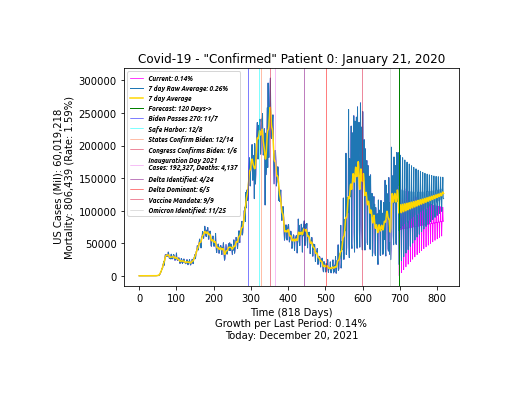 Covid-19 - "Confirmed" Patient 0: January 21, 2020
US Cases (Mil): 60,019,218
Mortality: 806,439 (Rate: 1.59%)
300000
250000
200000
150000
100000
50000
0
Current: 0.14%
7 day Raw Average: 0.26%
7 day Average
Forecast: 120 Days->
Biden Passes 270: 11/7
Safe Harbor: 12/8
States Confirm Biden: 12/14
Congress Confirms Biden: 1/6
Inauguration Day 2021
Cases: 192,327, Deaths: 4,137
Delta Identified: 4/24
Delta Dominant: 6/5
Vaccine Mandate: 9/9
Omicron Identified: 11/25
0 100 200 300 400 500 600 700 800
Time (818 Days)
Growth per Last Period: 0.14%
Today: December 20, 2021